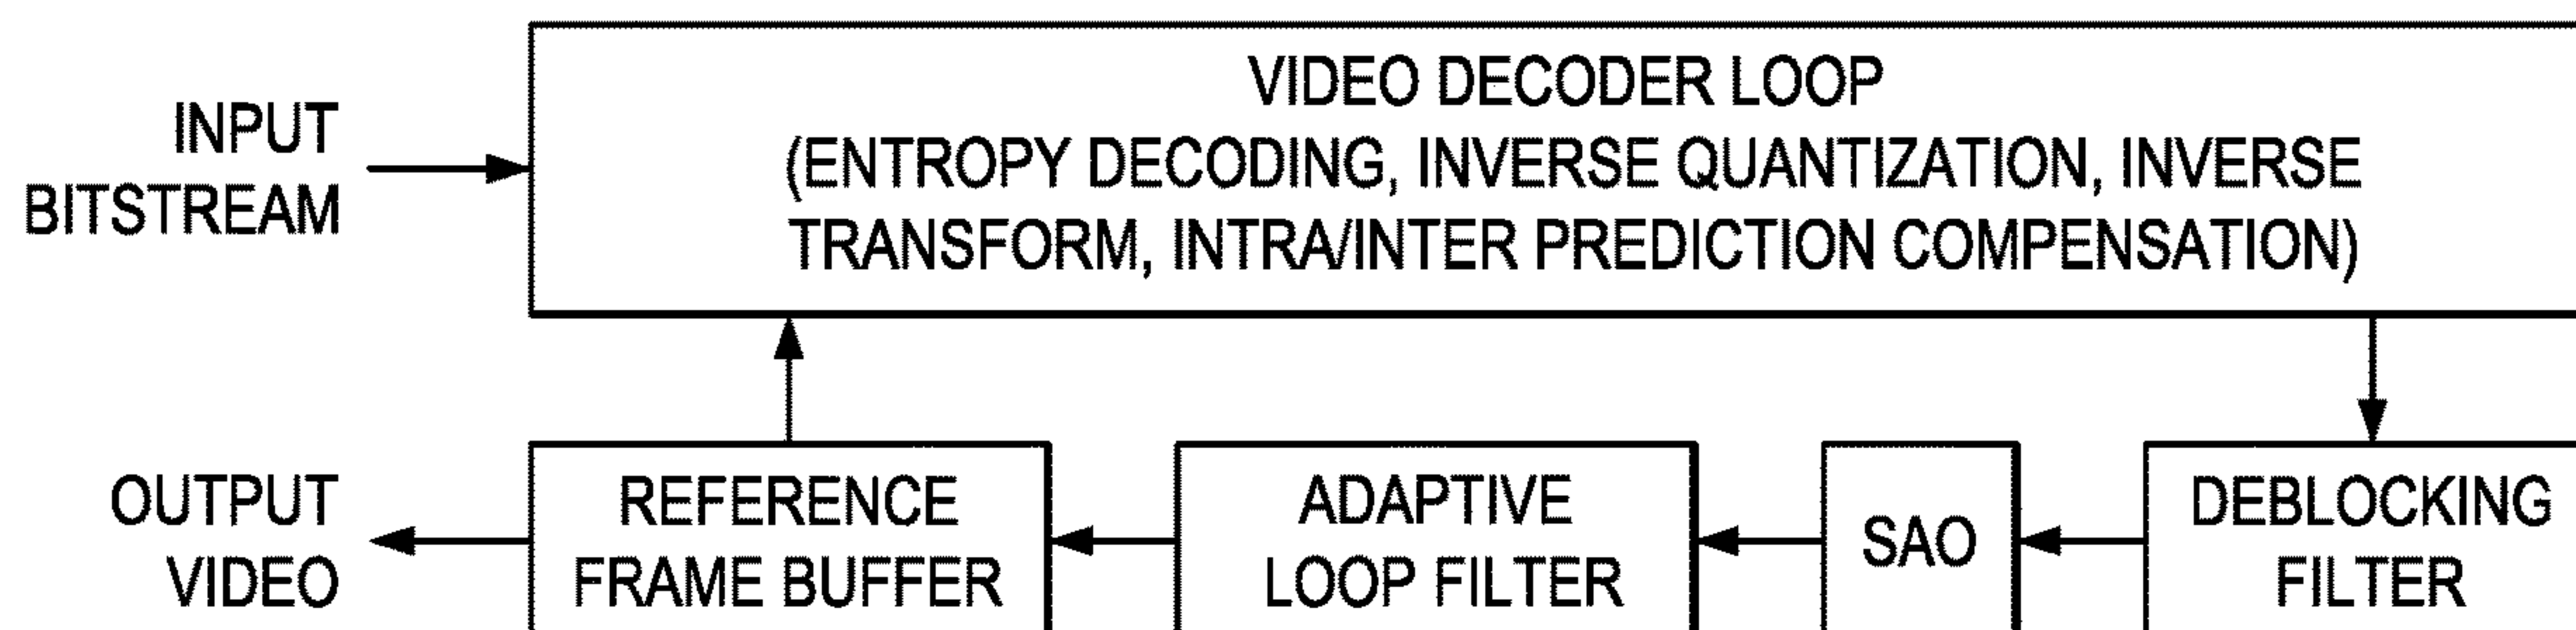 INPUT
BITSTREAM
VIDEO DECODER LOOP
(ENTROPY DECODING, INVERSE QUANTIZATION, INVERSE
TRANSFORM, INTRA/INTER PREDICTION COMPENSATION)
OUTPUT
VIDEO
REFERENCE
FRAME BUFFER
ADAPTIVE
LOOP FILTER
SAO
DEBLOCKING
FILTER